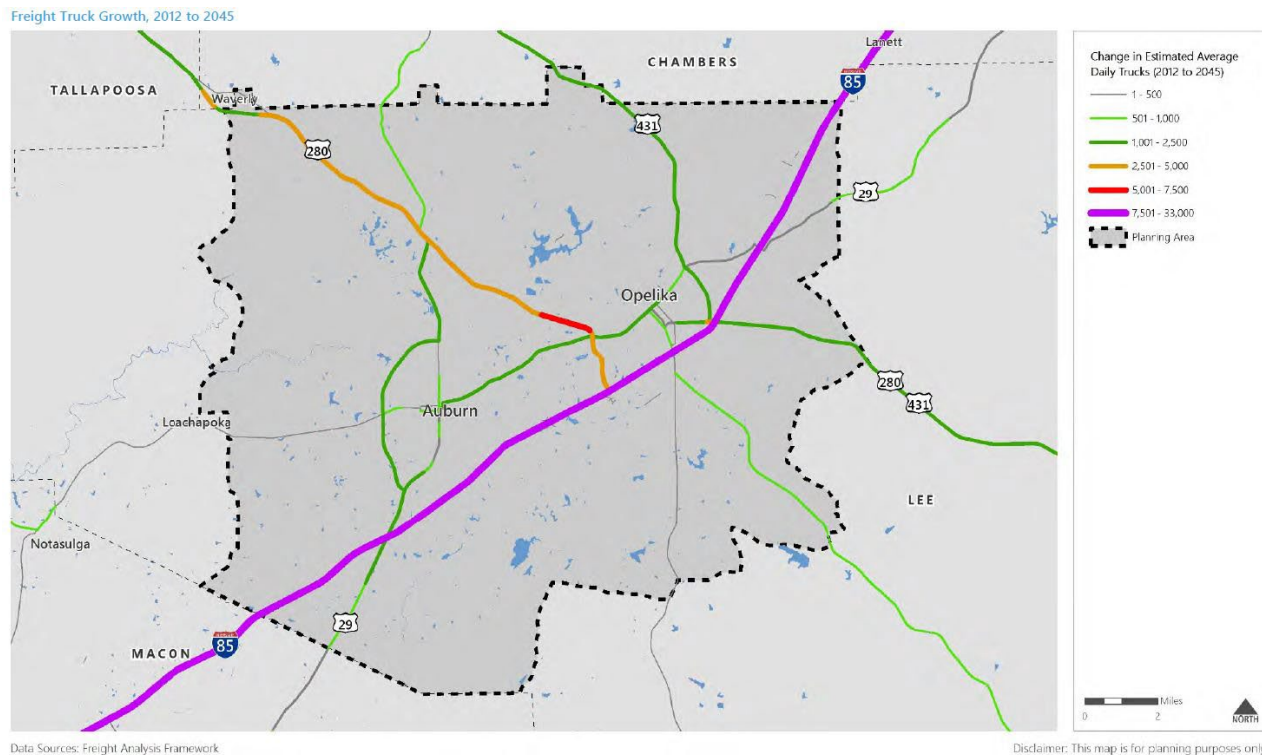 Freight Truck Growth, 2012 to 2045
Lanett
CHAMBERS
85
TALLAPOOSA
Waverly
431
280
29
Opelika
280
431
Auburn
Loachapoka
LEE
Notasulga
29
85
MACON
Change in Estimated Average
Daily Trucks (2012 to 2045)
1 - 500
501 - 1,000
1,001 - 2,500
2,501 - 5,000
5,001 - 7,500
7,501 - 33,000
Planning Area
Miles
0 2
NORTH
Data Sources: Freight Analysis Framework
Disclaimer: This map is for planning purposes only